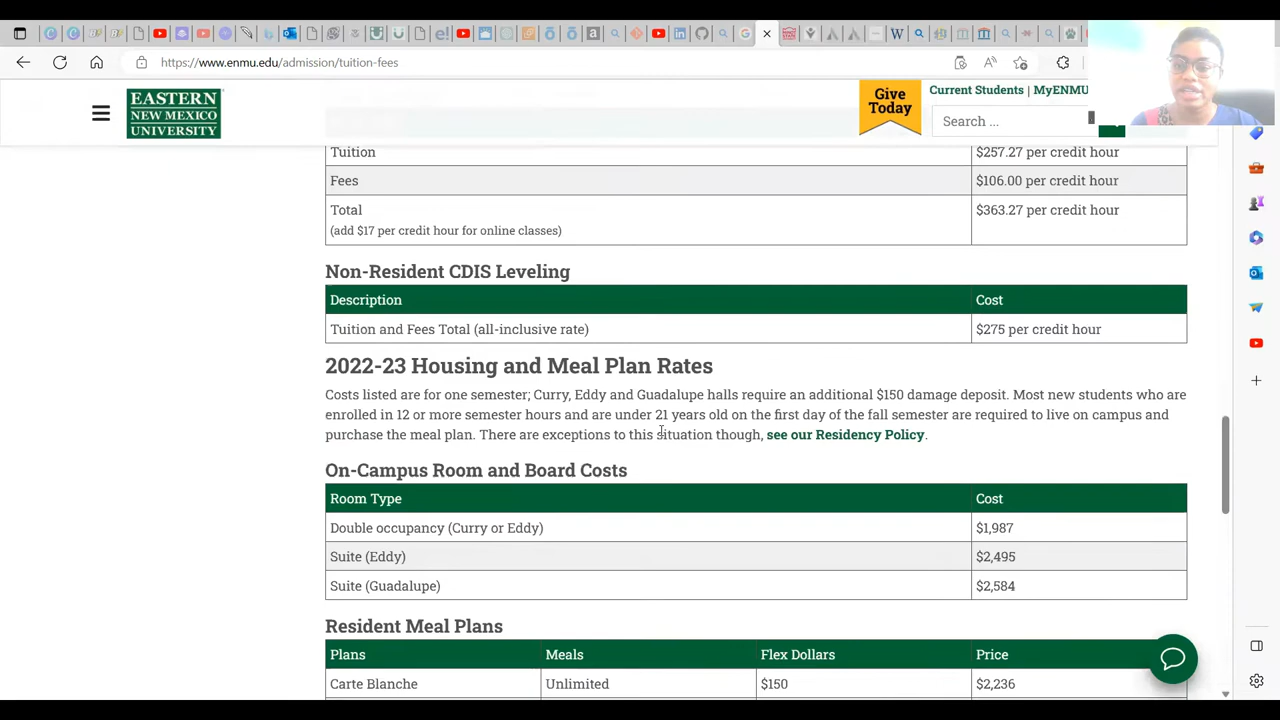 https://www.enmu.edu/admission/tuition-fees
EASTERN
NEW MEXICO
UNIVERSITY
Give
Today
Current Students | MyENMU
Search ...
Tuition $257.27 per credit hour
Fees $106.00 per credit hour
Total $363.27 per credit hour
(add $17 per credit hour for online classes)
Non-Resident CDIS Leveling
Description Cost
Tuition and Fees Total (all-inclusive rate) $275 per credit hour
2022-23 Housing and Meal Plan Rates
Costs listed are for one semester; Curry, Eddy and Guadalupe halls require an additional $150 damage deposit. Most new students who are
enrolled in 12 or more semester hours and are under 21 years old on the first day of the fall semester are required to live on campus and
purchase the meal plan. There are exceptions to this situation though, see our Residency Policy.
On-Campus Room and Board Costs
Room Type Cost
Double occupancy (Curry or Eddy) $1,987
Suite (Eddy) $2,495
Suite (Guadalupe) $2,584
Resident Meal Plans
Plans Meals Flex Dollars Price
Carte Blanche Unlimited $150 $2,236